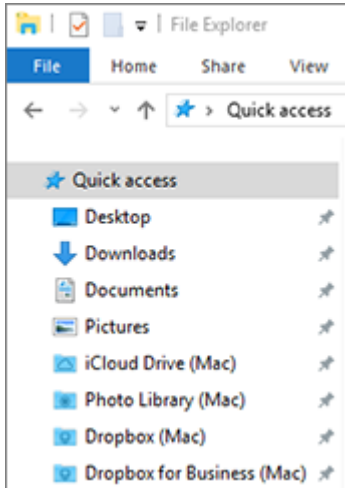 File Explorer
File Home Share View
Quick access
Quick access
Desktop
Downloads
Documents
Pictures
iCloud Drive (Mac)
Photo Library (Mac)
Dropbox (Mac)
Dropbox for Business (Mac)